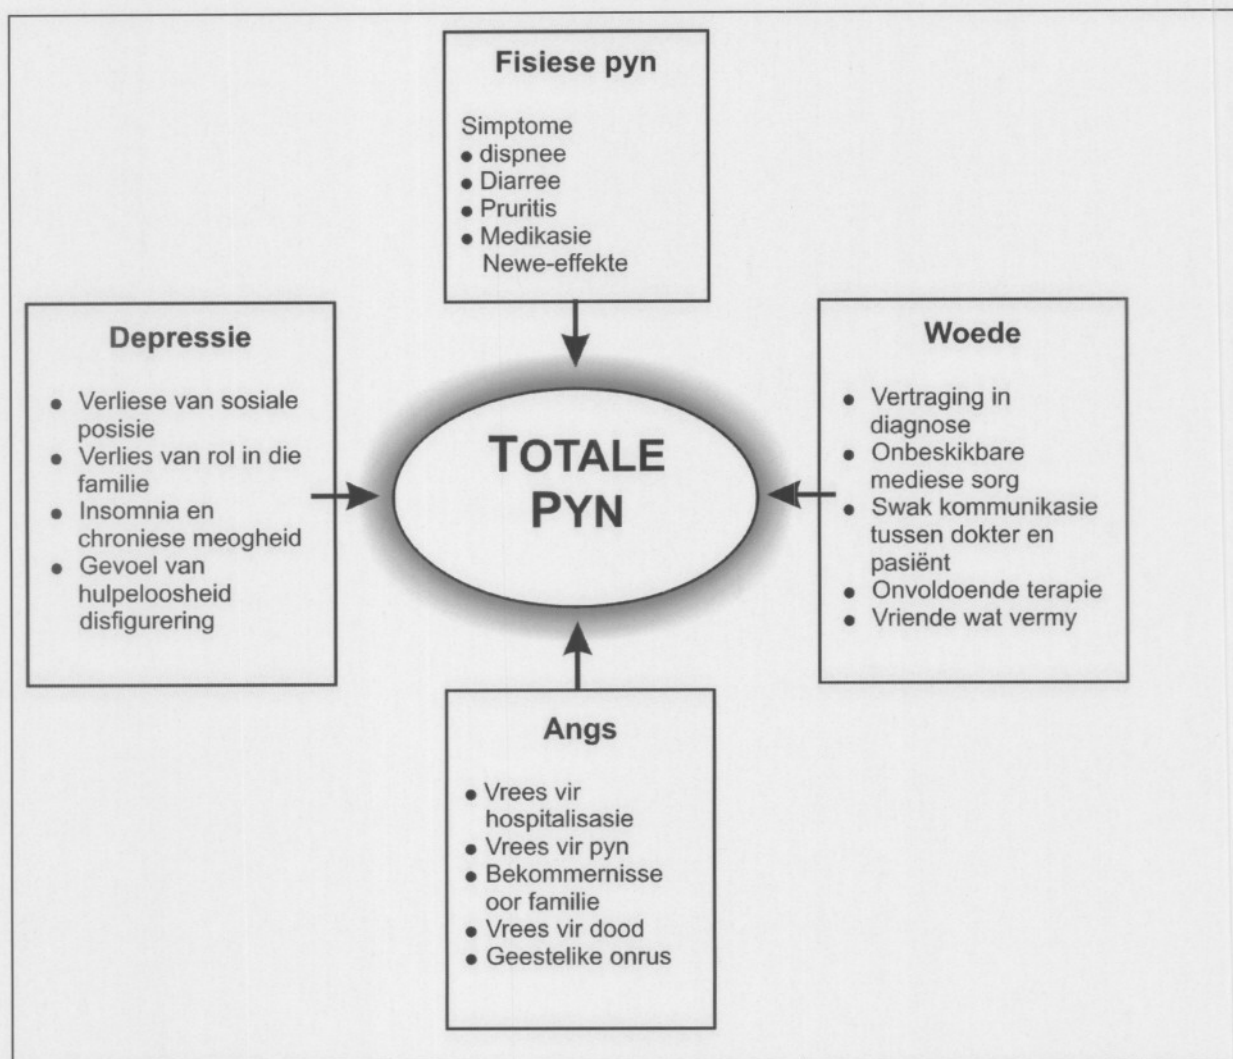 Fisiese pyn
Simptome
● dispnee
● Diarree
● Pruritis
● Medikasie
Newe-effekte
Depressie
● Verliese van sosiale
posisie
● Verlies van rol in die
familie
● Insomnia en
chroniese meogheid
● Gevoel van
hulpeloosheid
disfigurering
TOTALE
PYN
Woede
● Vertraging in
diagnose
● Onbeskikbare
mediese sorg
● Swak kommunikasie
tussen dokter en
pasiënt
● Onvoldoende terapie
● Vriende wat vermy
Angs
● Vrees vir
hospitalisasie
● Vrees vir pyn
● Bekommernisse
oor familie
● Vrees vir dood
● Geestelike onrus